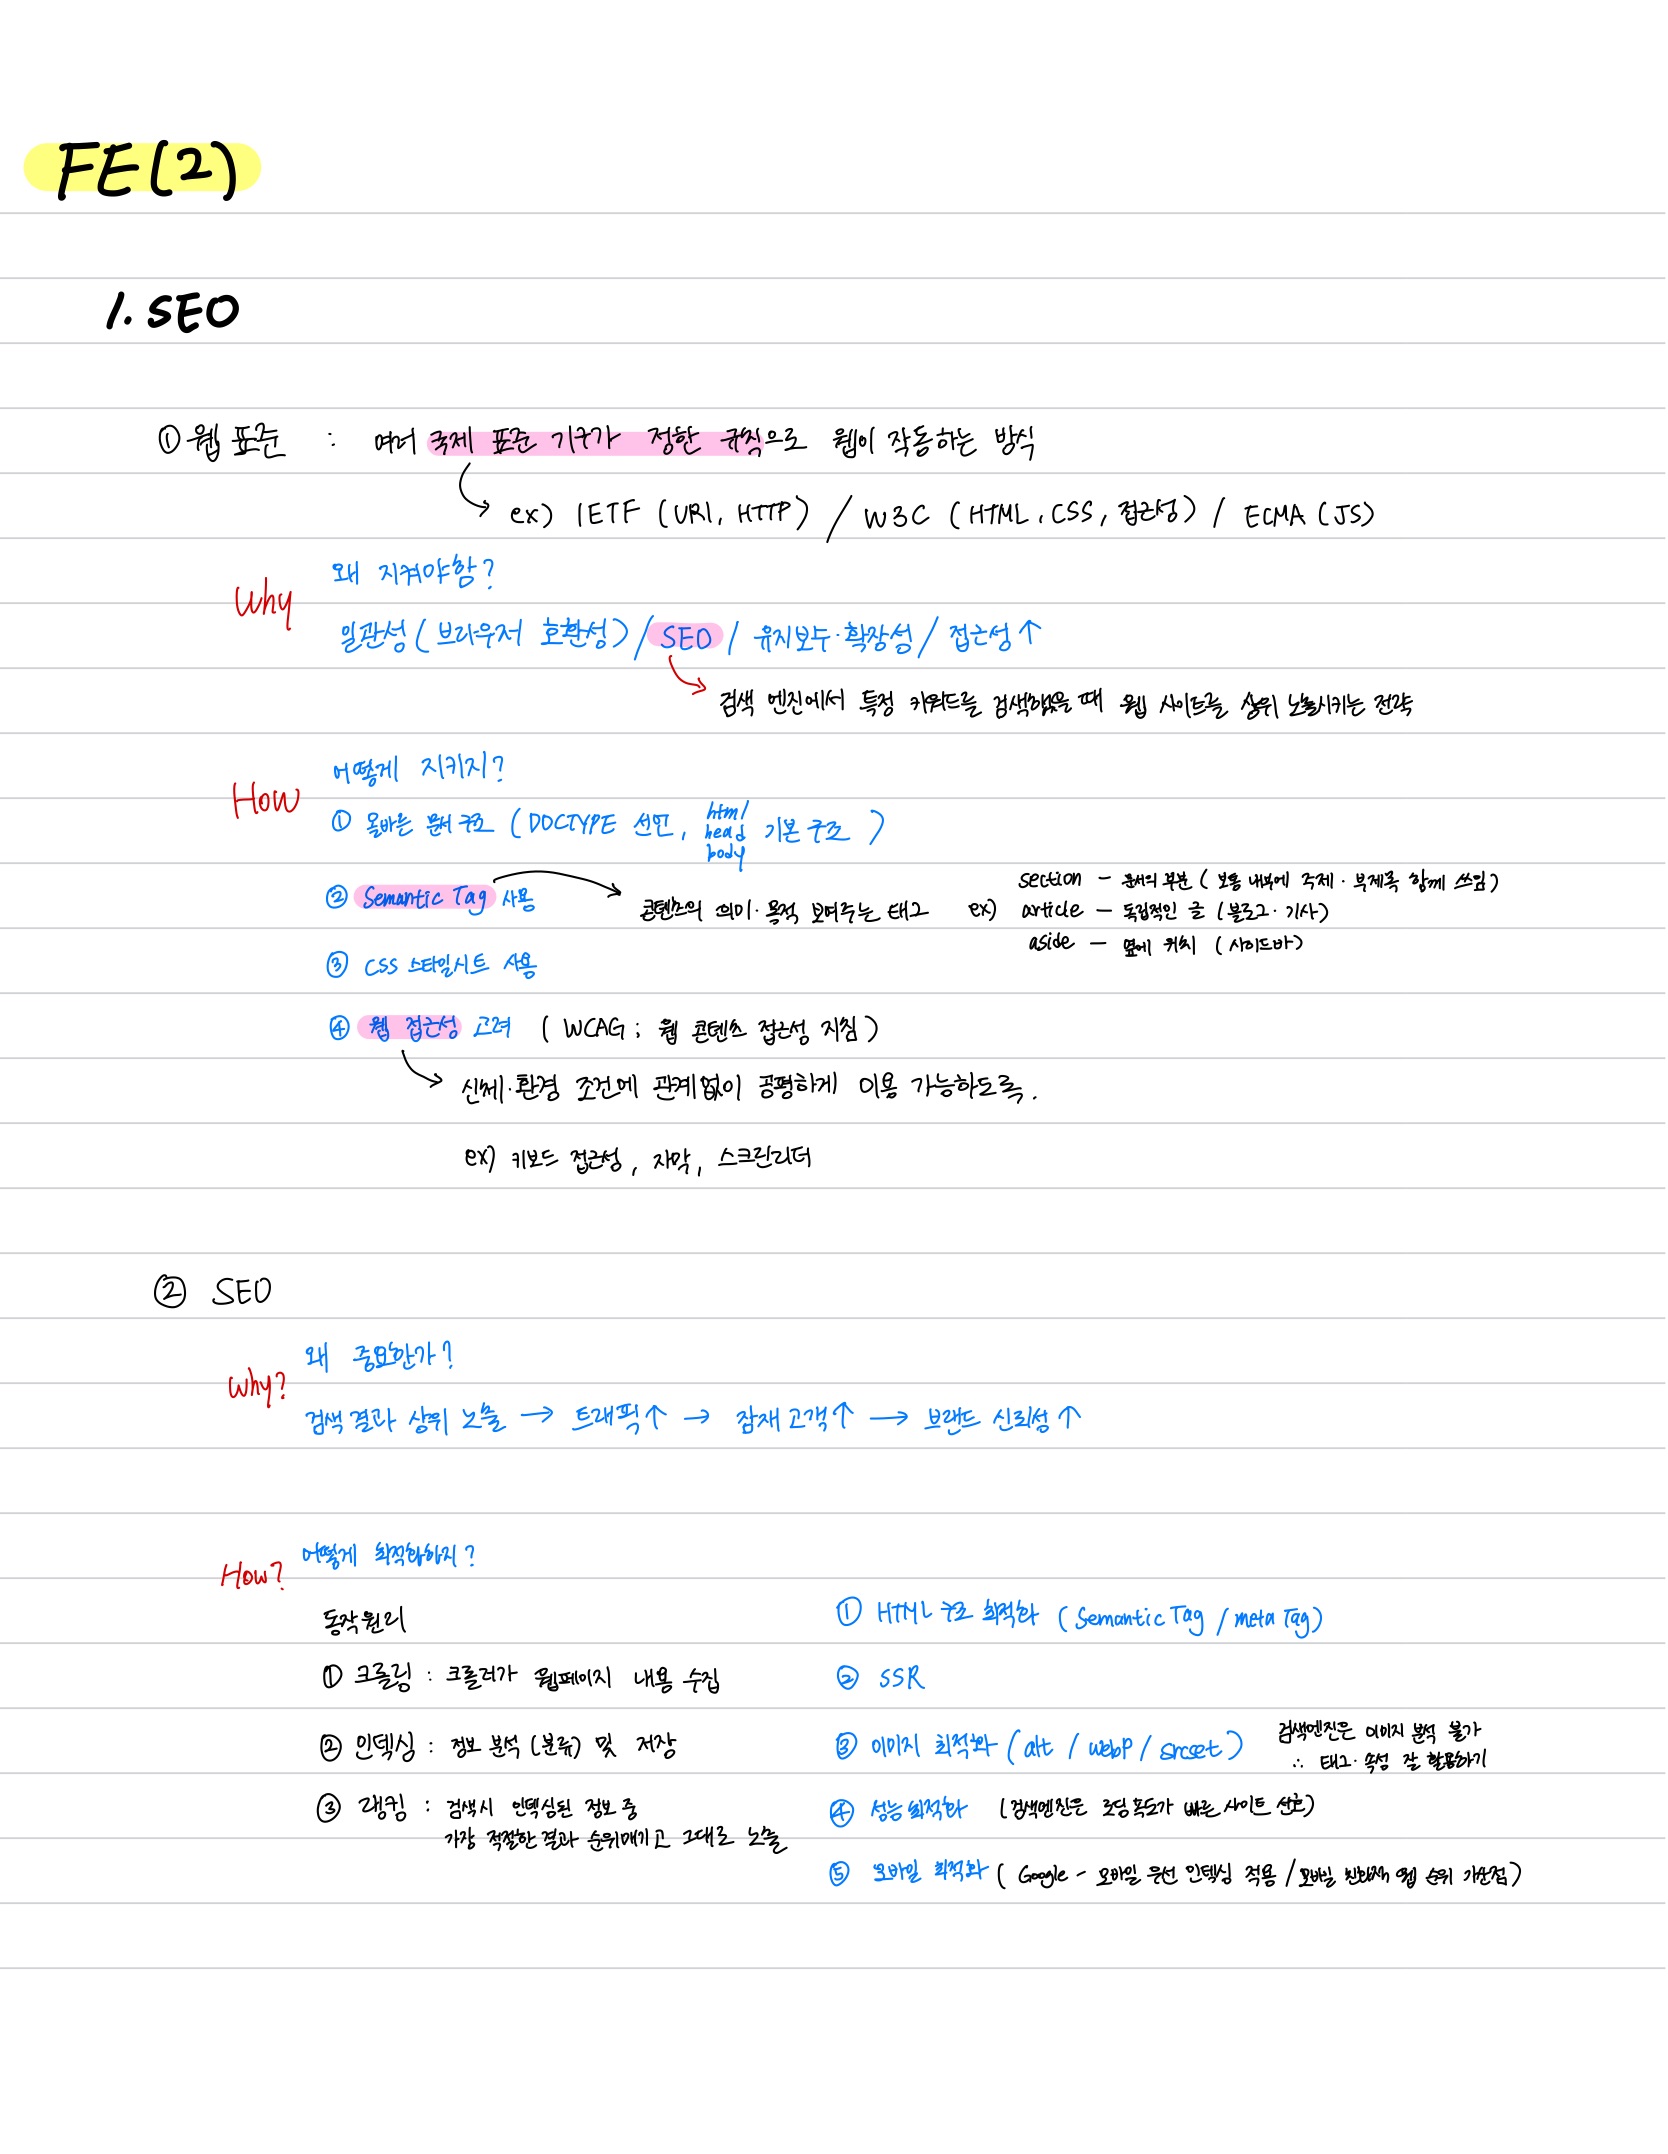 FE(2)
1. SEO
① 웹 표준 : 여러 국제 표준 기구가 정한 규칙으로 웹이 작동하는 방식
ex) IETF (URI, HTTP) / W3C (HTML, CSS, 접근성) / ECMA (JS)
왜 지켜야함?
Why
일관성 (브라우저 호환성) / SEO / 유지보수·확장성 / 접근성↑
검색 엔진에서 특정 키워드를 검색했을 때 웹 사이트를 상위 노출시키는 전략
어떻게 지키지?
How
① 올바른 문서 구조 (DOCTYPE 선언, html head body 기본 구조)
② Semantic Tag 사용
콘텐츠의 의미·목적 보여주는 태그
ex) section - 문서의 부분 (보통 내부에 주제·부제목 함께 쓰임)
article - 독립적인 글 (블로그·기사)
aside - 옆에 위치 (사이드바)
③ CSS 스타일시트 사용
④ 웹 접근성 고려 (WCAG; 웹 콘텐츠 접근성 지침)
신체·환경 조건에 관계없이 공평하게 이용 가능하도록.
ex) 키보드 접근성, 자막, 스크린리더
② SEO
왜 중요한가?
Why?
검색 결과 상위 노출 → 트래픽↑ → 잠재 고객↑ → 브랜드 신뢰성↑
어떻게 최적화하지?
How?
동작원리
① 크롤링 : 크롤러가 웹페이지 내용 수집
② 인덱싱 : 정보 분석 (분류) 및 저장
③ 랭킹 : 검색시 인덱싱된 정보 중
가장 적절한 결과 순위매기고 그대로 노출
① HTML 구조 최적화 (Semantic Tag / meta Tag)
② SSR
③ 이미지 최적화 (alt / webp / srcset)
검색엔진은 이미지 분석 불가
∴ 태그·속성 잘 활용하기
④ 성능 최적화 (검색엔진은 로딩 속도가 빠른 사이트 선호)
⑤ 모바일 최적화 (Google - 모바일 우선 인덱싱 적용 / 모바일 친화적 웹 순위 가산점)